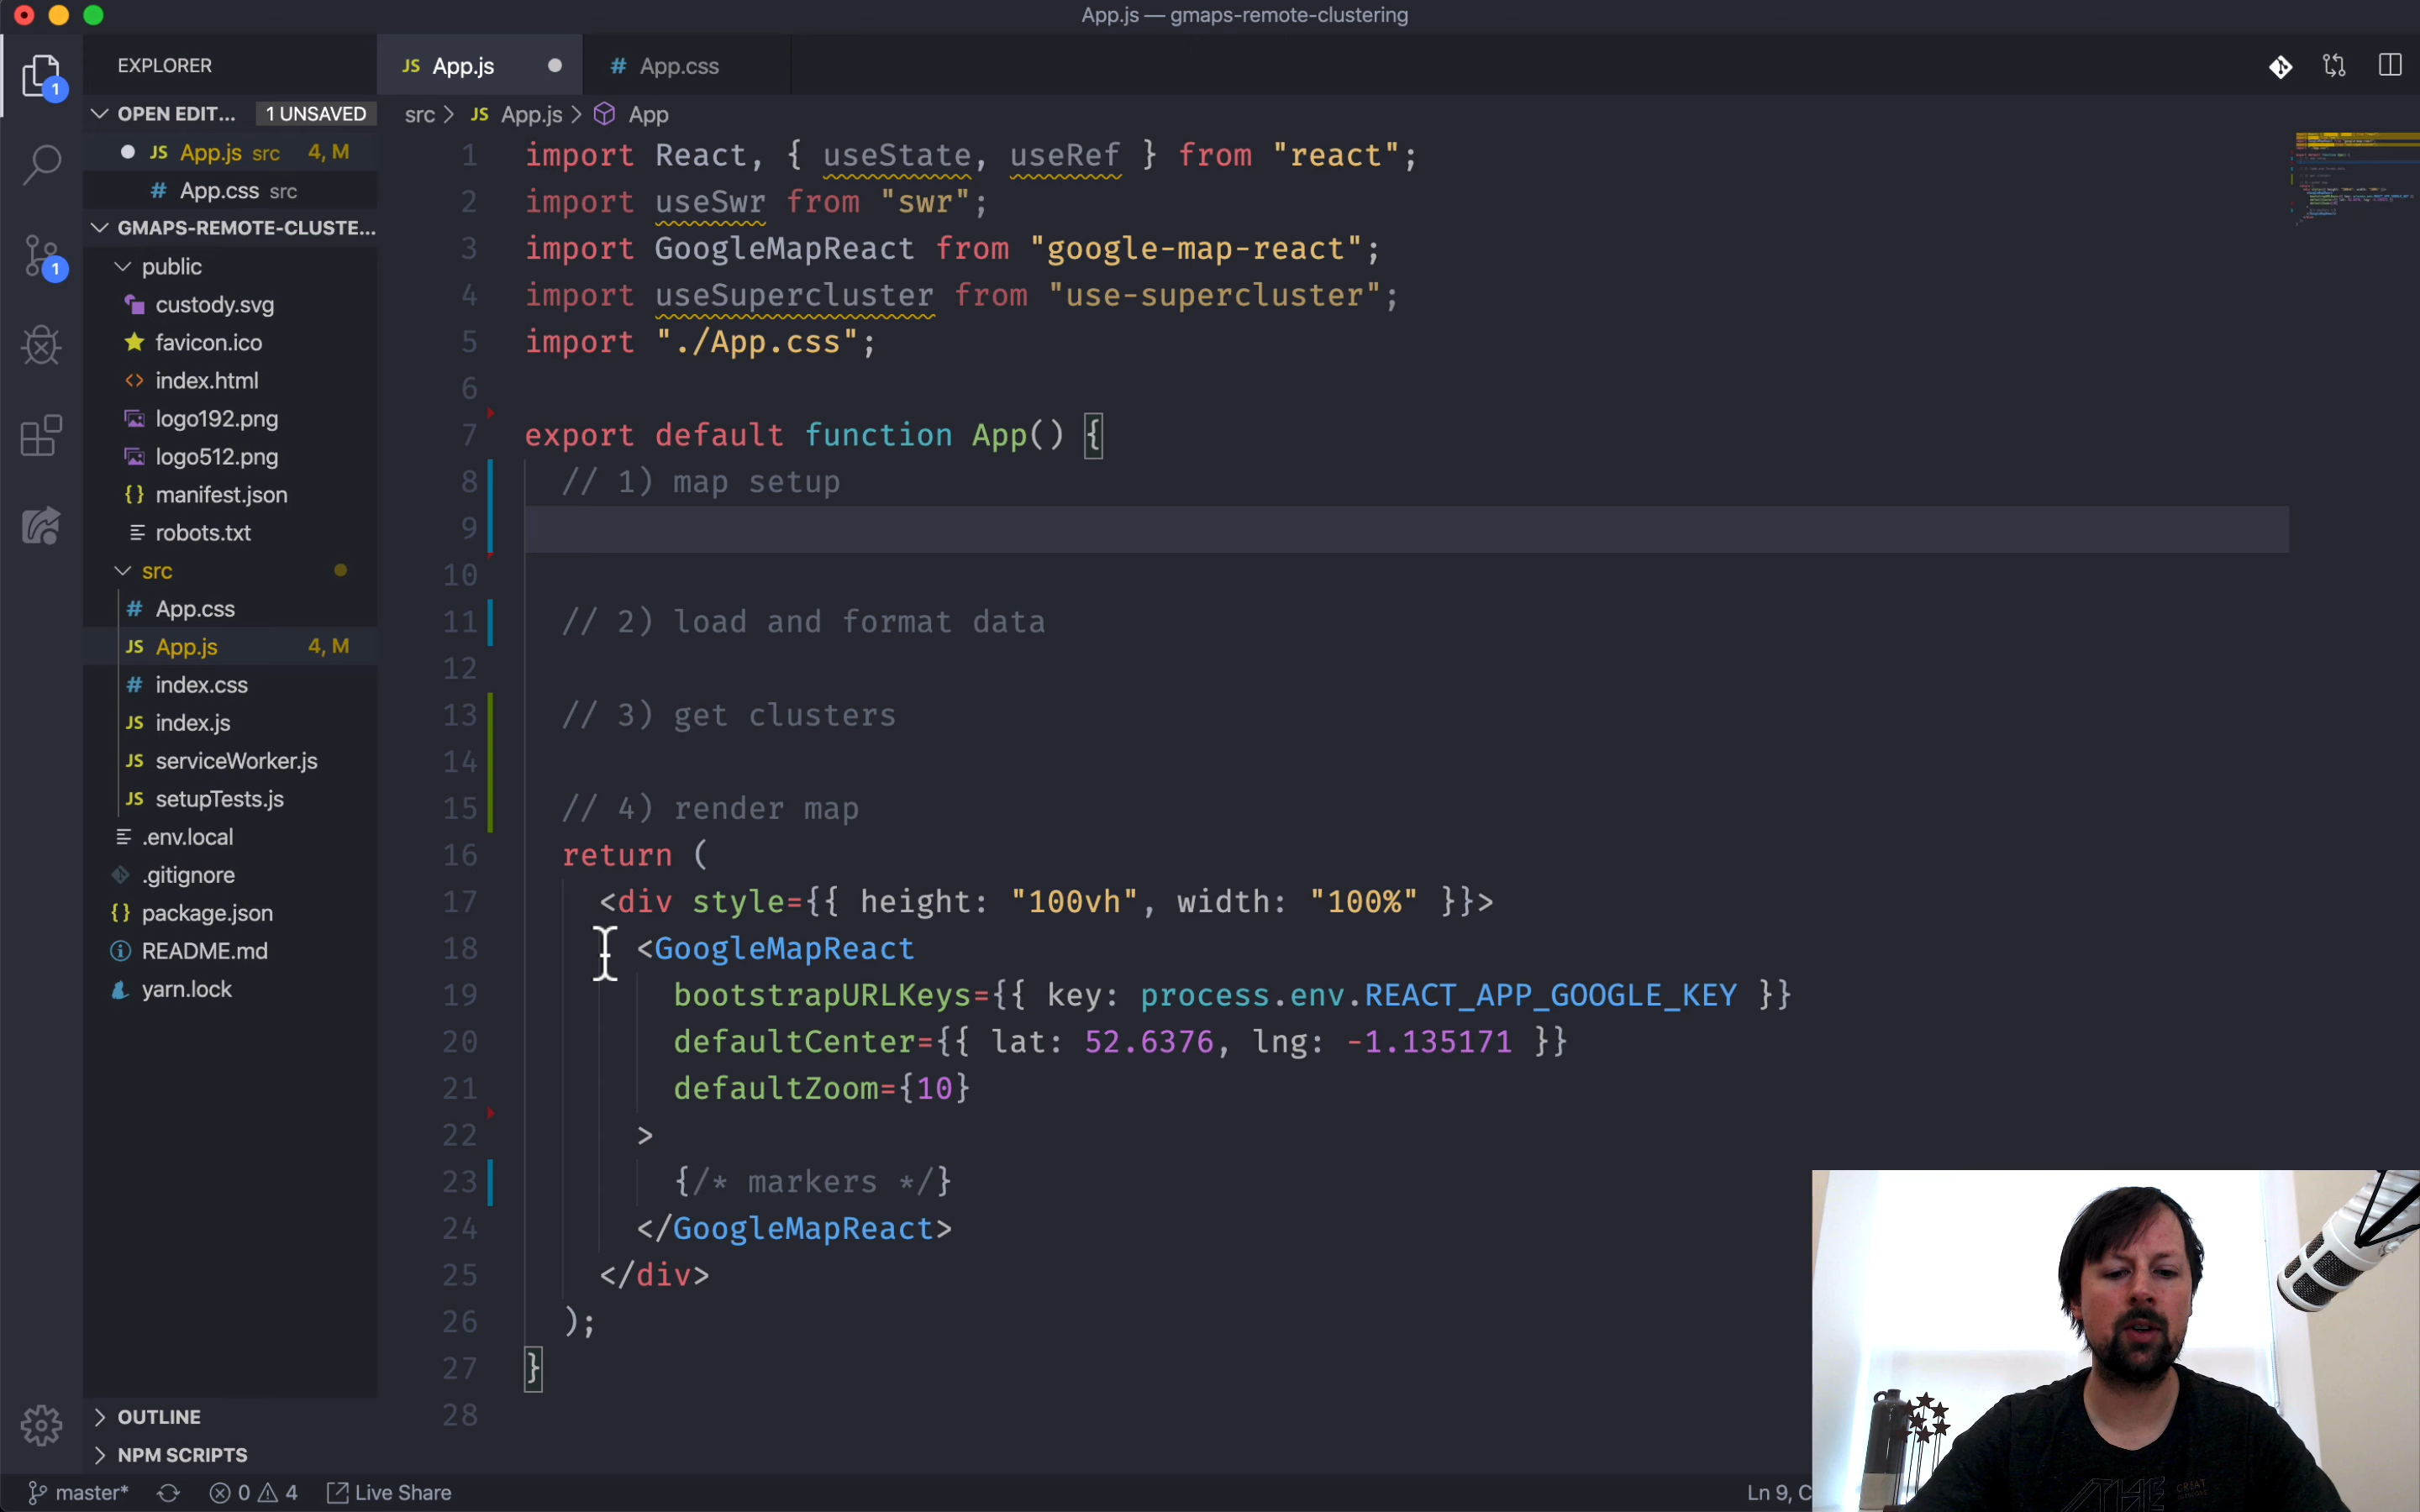 App.js — gmaps-remote-clustering
EXPLORER
JS App.js
# App.css
OPEN EDIT... 1 UNSAVED
JS App.js src 4, M
# App.css src
GMAPS-REMOTE-CLUSTE...
public
custody.svg
favicon.ico
<> index.html
logo192.png
logo512.png
{} manifest.json
robots.txt
src
# App.css
JS App.js 4, M
# index.css
JS index.js
JS serviceWorker.js
JS setupTests.js
.env.local
.gitignore
{} package.json
README.md
yarn.lock
OUTLINE
NPM SCRIPTS
1
1
src > JS App.js > App
1 import React, { useState, useRef } from "react";
2 import useSwr from "swr";
3 import GoogleMapReact from "google-map-react";
4 import useSupercluster from "use-supercluster";
5 import "./App.css";
6
7 export default function App() {
8 // 1) map setup
9
10
11 // 2) load and format data
12
13 // 3) get clusters
14
15 // 4) render map
16 return (
17 <div style={{ height: "100vh", width: "100%" }}>
18 <GoogleMapReact
19 bootstrapURLKeys={{ key: process.env.REACT_APP_GOOGLE_KEY }}
20 defaultCenter={{ lat: 52.6376, lng: -1.135171 }}
21 defaultZoom={10}
22 >
23 {/* markers */}
24 </GoogleMapReact>
25 </div>
26 );
27 }
28
master* 0 4 Live Share
Ln 9, C
THE
GREAT